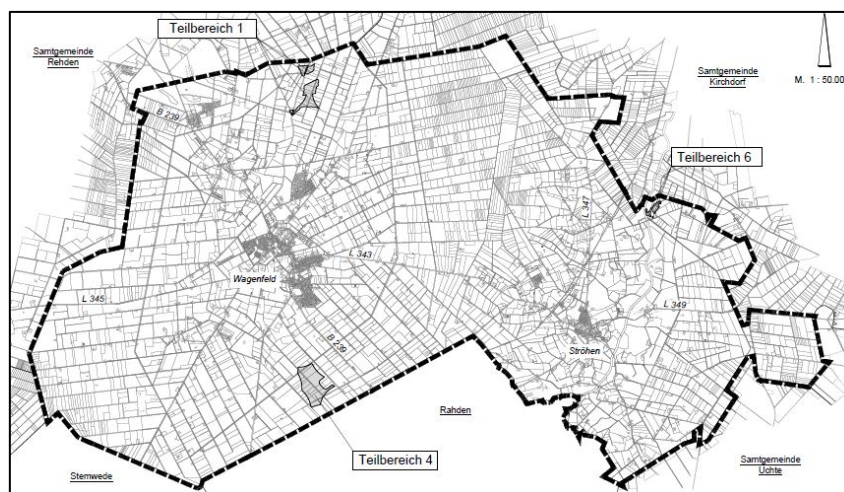 Teilbereich 1
Samtgemeinde
Rehden
Samtgemeinde
Kirchdorf
M. 1 : 50.00
B 239
Teilbereich 6
L 347
Wagenfeld
L 343
L 345
L 349
B 239
Ströhen
Rahden
Teilbereich 4
Stemwede
Samtgemeinde
Uchte